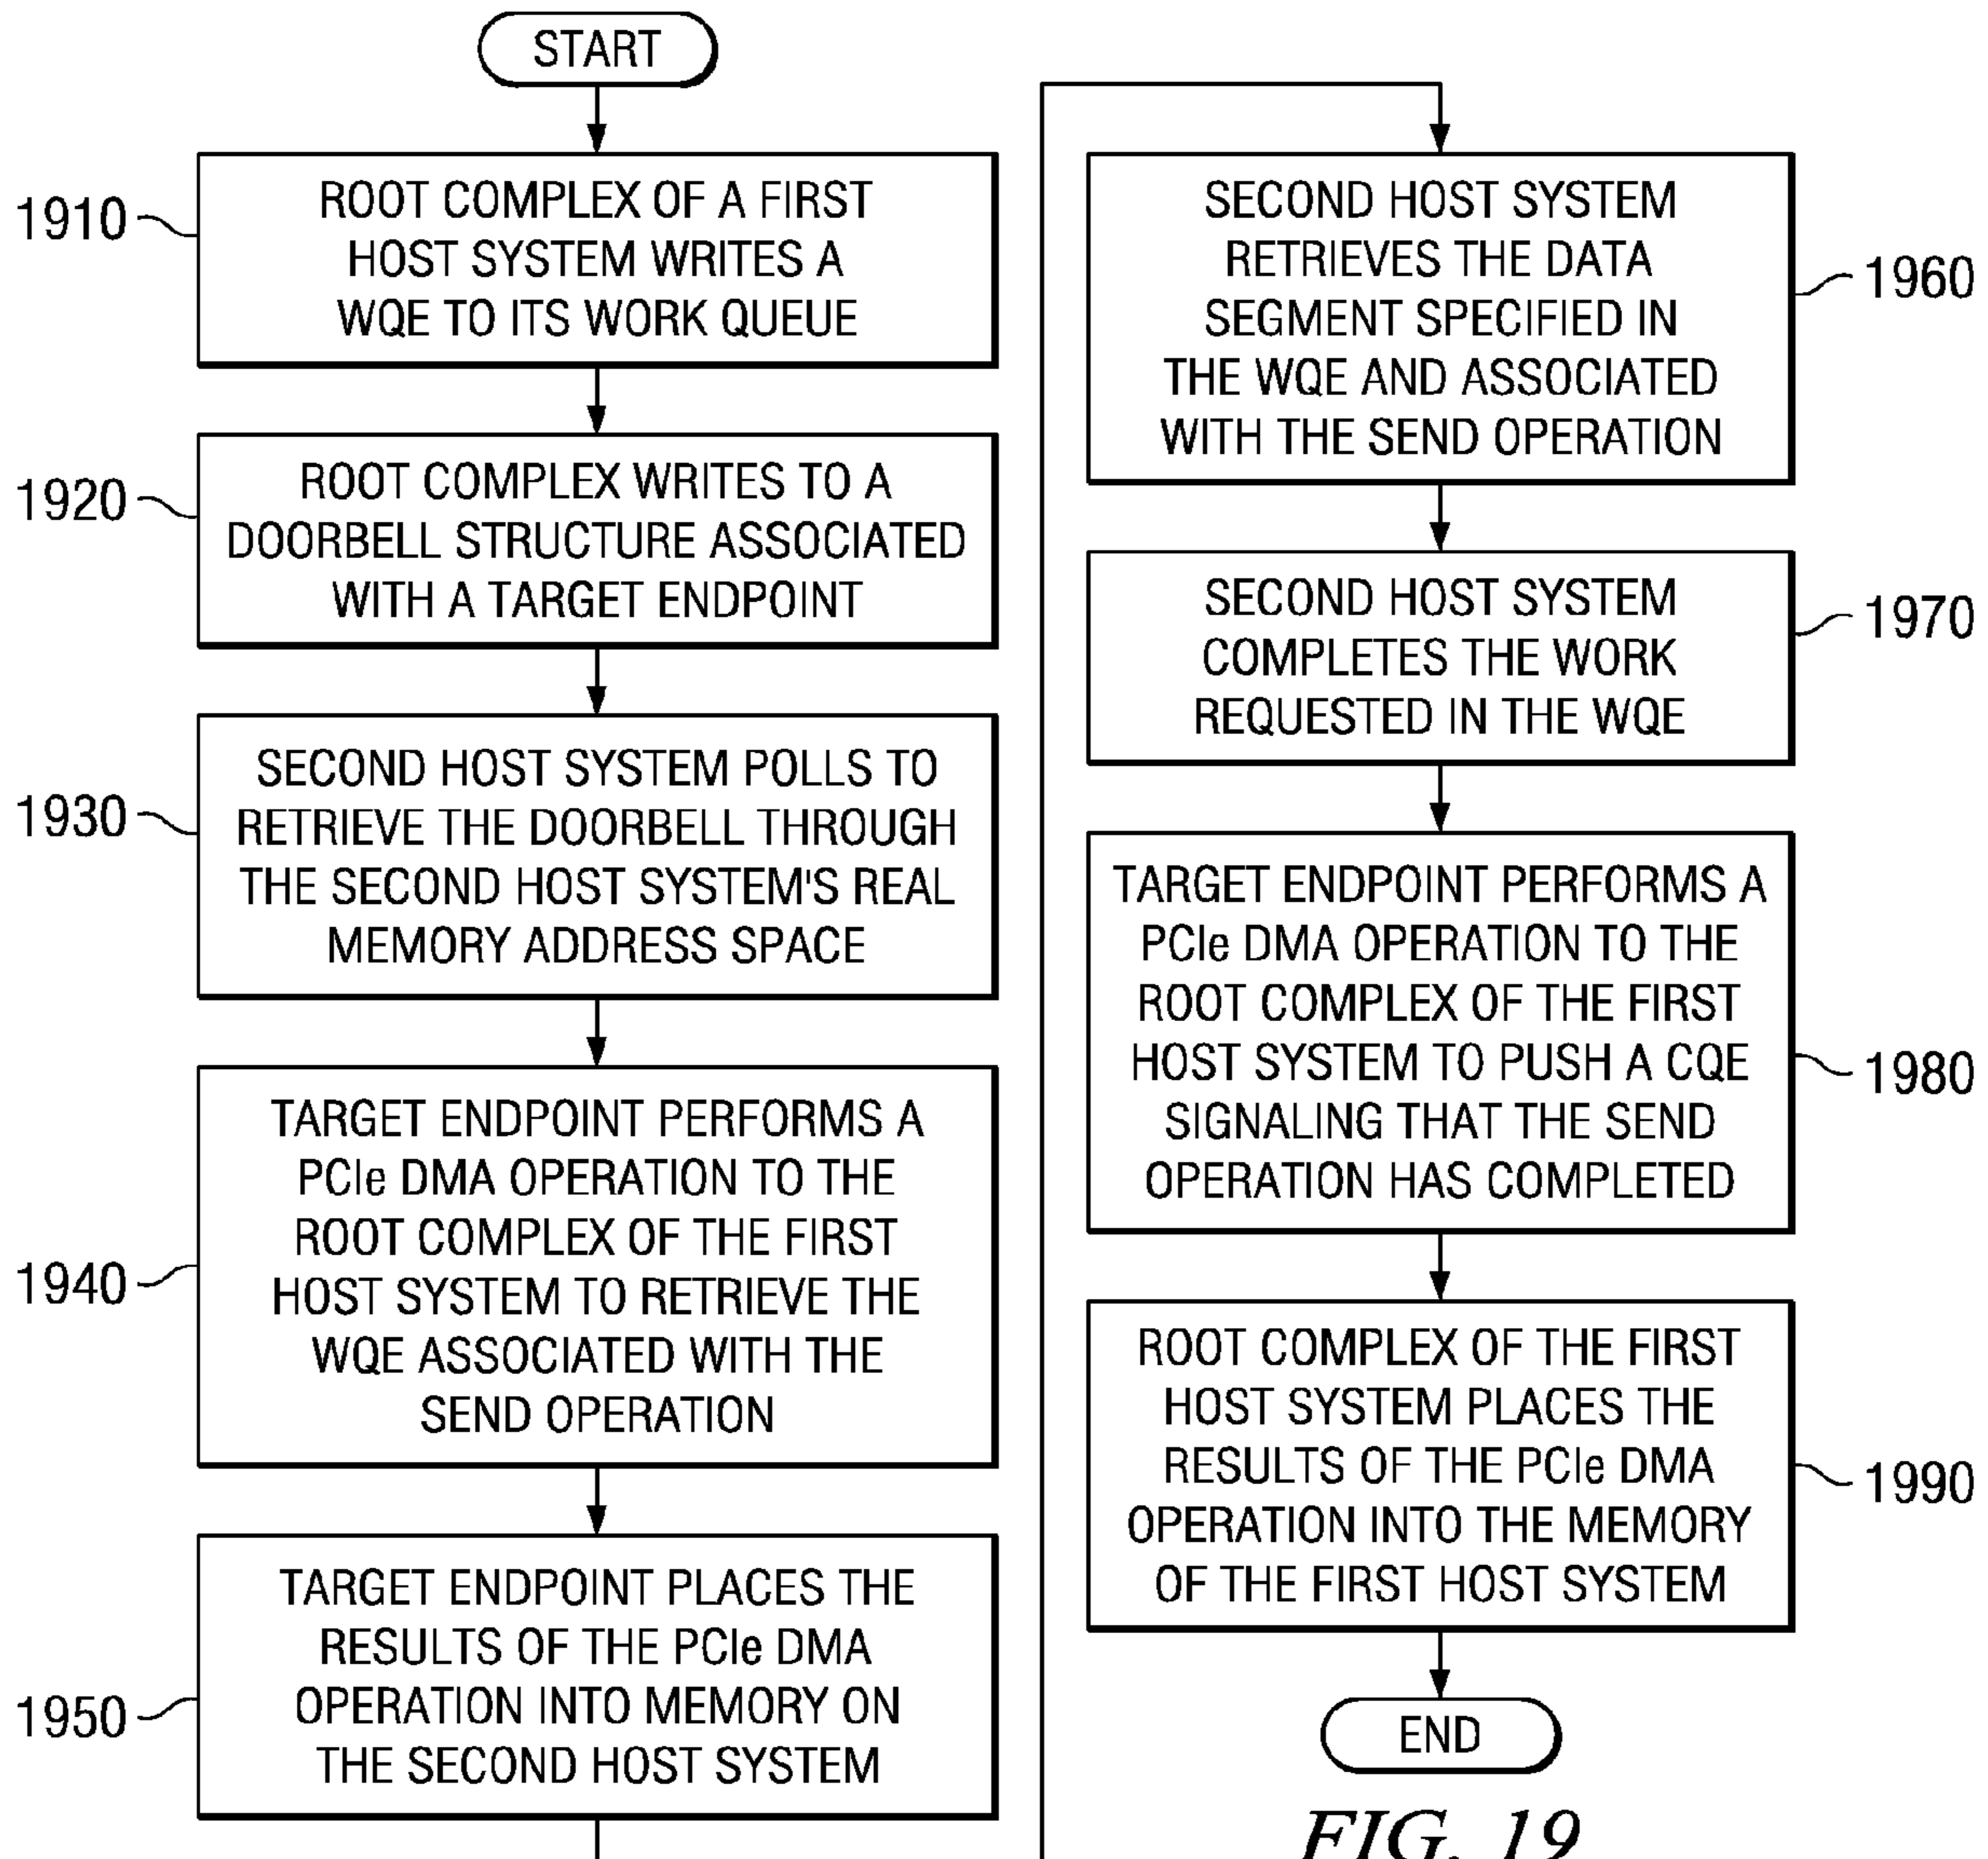 START
1910
ROOT COMPLEX OF A FIRST
HOST SYSTEM WRITES A
WQE TO ITS WORK QUEUE
1920
ROOT COMPLEX WRITES TO A
DOORBELL STRUCTURE ASSOCIATED
WITH A TARGET ENDPOINT
1930
SECOND HOST SYSTEM POLLS TO
RETRIEVE THE DOORBELL THROUGH
THE SECOND HOST SYSTEM'S REAL
MEMORY ADDRESS SPACE
1940
TARGET ENDPOINT PERFORMS A
PCIe DMA OPERATION TO THE
ROOT COMPLEX OF THE FIRST
HOST SYSTEM TO RETRIEVE THE
WQE ASSOCIATED WITH THE
SEND OPERATION
1950
TARGET ENDPOINT PLACES THE
RESULTS OF THE PCIe DMA
OPERATION INTO MEMORY ON
THE SECOND HOST SYSTEM
SECOND HOST SYSTEM
RETRIEVES THE DATA
SEGMENT SPECIFIED IN
THE WQE AND ASSOCIATED
WITH THE SEND OPERATION
1960
SECOND HOST SYSTEM
COMPLETES THE WORK
REQUESTED IN THE WQE
1970
TARGET ENDPOINT PERFORMS A
PCIe DMA OPERATION TO THE
ROOT COMPLEX OF THE FIRST
HOST SYSTEM TO PUSH A CQE
SIGNALING THAT THE SEND
OPERATION HAS COMPLETED
1980
ROOT COMPLEX OF THE FIRST
HOST SYSTEM PLACES THE
RESULTS OF THE PCIe DMA
OPERATION INTO THE MEMORY
OF THE FIRST HOST SYSTEM
1990
END
FIG. 19